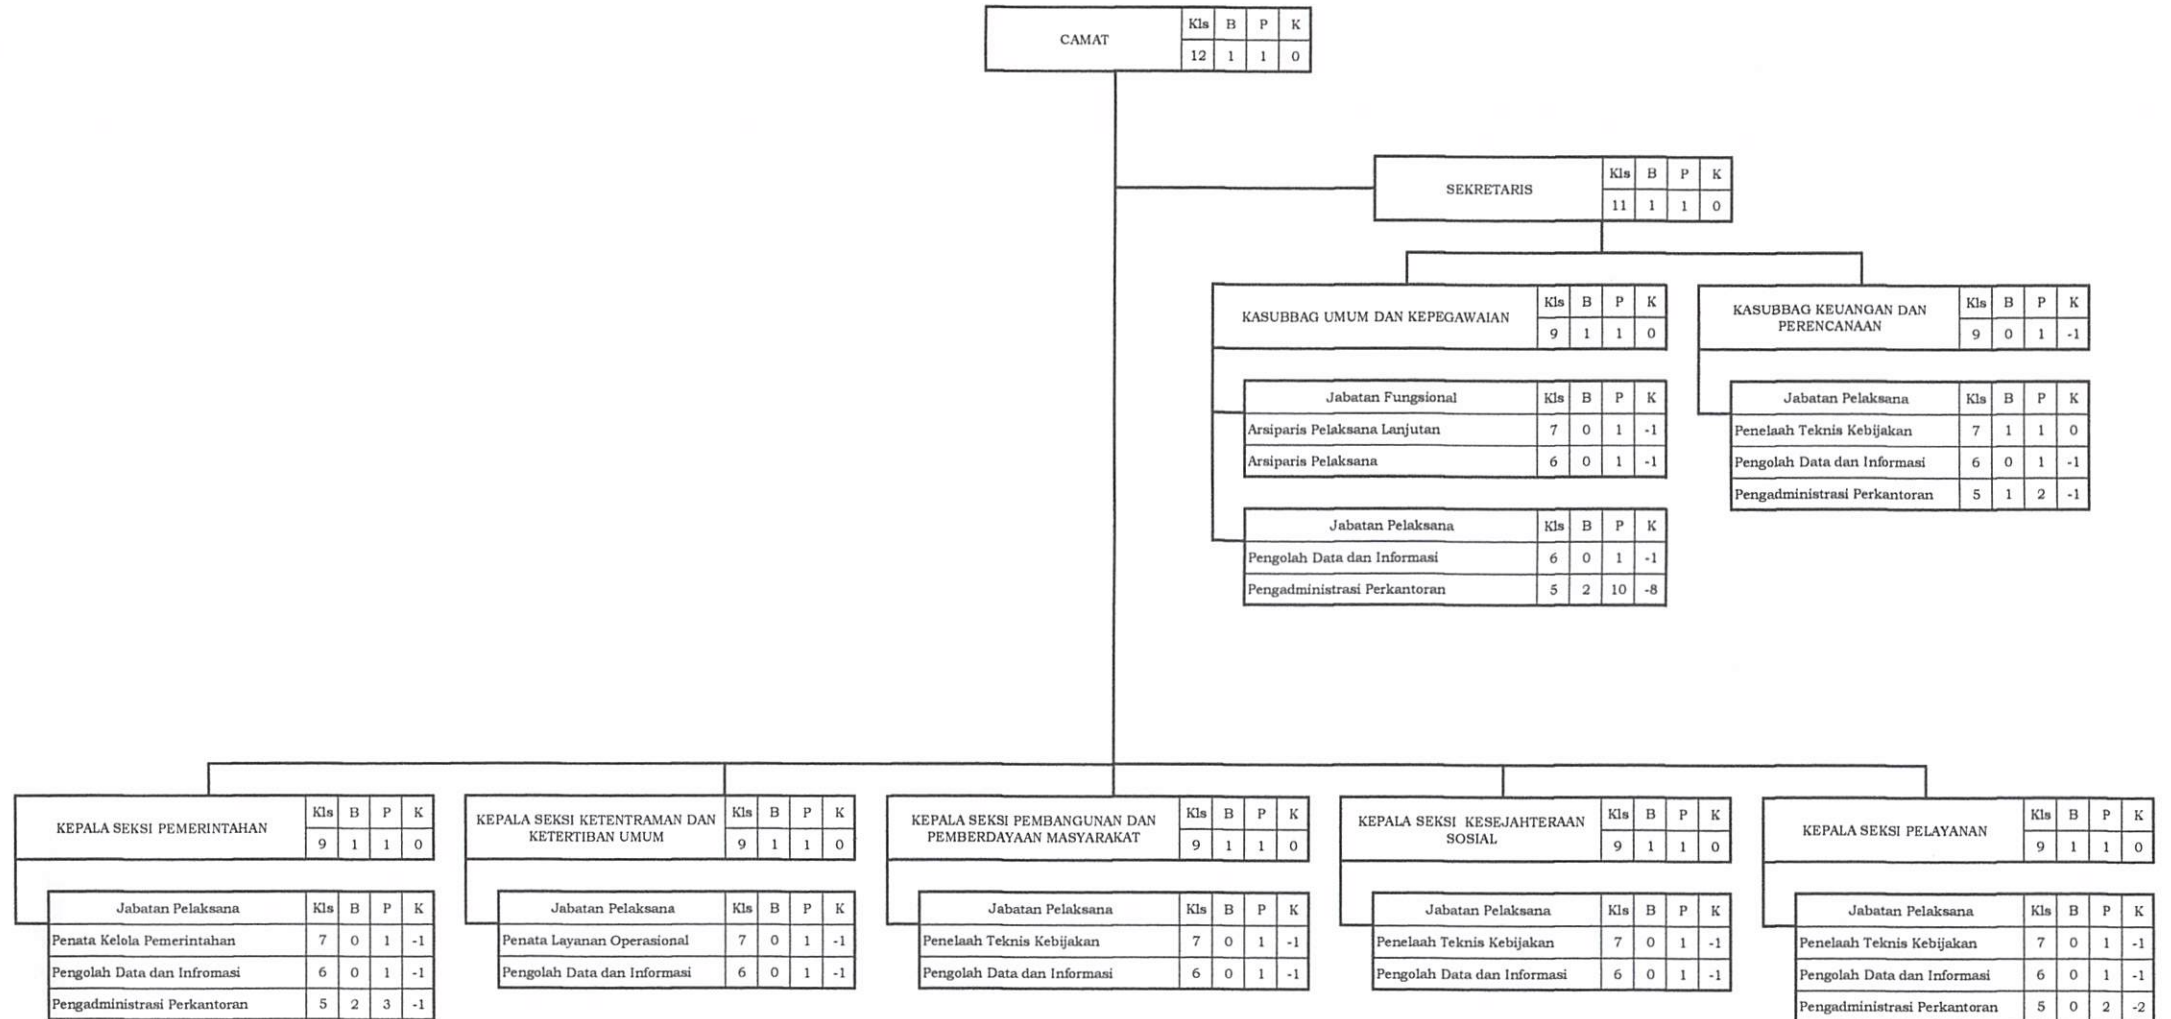 CAMAT
Kls B P K
12 1 1 0
SEKRETARIS
Kls B P K
11 1 1 0
KASUBBAG UMUM DAN KEPEGAWAIAN
Kls B P K
9 1 1 0
Jabatan Fungsional Kls B P K
Arsiparis Pelaksana Lanjutan 7 0 1 -1
Arsiparis Pelaksana 6 0 1 -1
Jabatan Pelaksana Kls B P K
Pengolah Data dan Informasi 6 0 1 -1
Pengadministrasi Perkantoran 5 2 10 -8
KASUBBAG KEUANGAN DAN
PERENCANAAN
Kls B P K
9 0 1 -1
Jabatan Pelaksana Kls B P K
Penelaah Teknis Kebijakan 7 1 1 0
Pengolah Data dan Informasi 6 0 1 -1
Pengadministrasi Perkantoran 5 1 2 -1
KEPALA SEKSI PEMERINTAHAN
Kls B P K
9 1 1 0
Jabatan Pelaksana Kls B P K
Penata Kelola Pemerintahan 7 0 1 -1
Pengolah Data dan Infromasi 6 0 1 -1
Pengadministrasi Perkantoran 5 2 3 -1
KEPALA SEKSI KETENTRAMAN DAN
KETERTIBAN UMUM
Kls B P K
9 1 1 0
Jabatan Pelaksana Kls B P K
Penata Layanan Operasional 7 0 1 -1
Pengolah Data dan Informasi 6 0 1 -1
KEPALA SEKSI PEMBANGUNAN DAN
PEMBERDAYAAN MASYARAKAT
Kls B P K
9 1 1 0
Jabatan Pelaksana Kls B P K
Penelaah Teknis Kebijakan 7 0 1 -1
Pengolah Data dan Informasi 6 0 1 -1
KEPALA SEKSI KESEJAHTERAAN
SOSIAL
Kls B P K
9 1 1 0
Jabatan Pelaksana Kls B P K
Penelaah Teknis Kebijakan 7 0 1 -1
Pengolah Data dan Informasi 6 0 1 -1
KEPALA SEKSI PELAYANAN
Kls B P K
9 1 1 0
Jabatan Pelaksana Kls B P K
Penelaah Teknis Kebijakan 7 0 1 -1
Pengolah Data dan Informasi 6 0 1 -1
Pengadministrasi Perkantoran 5 0 2 -2